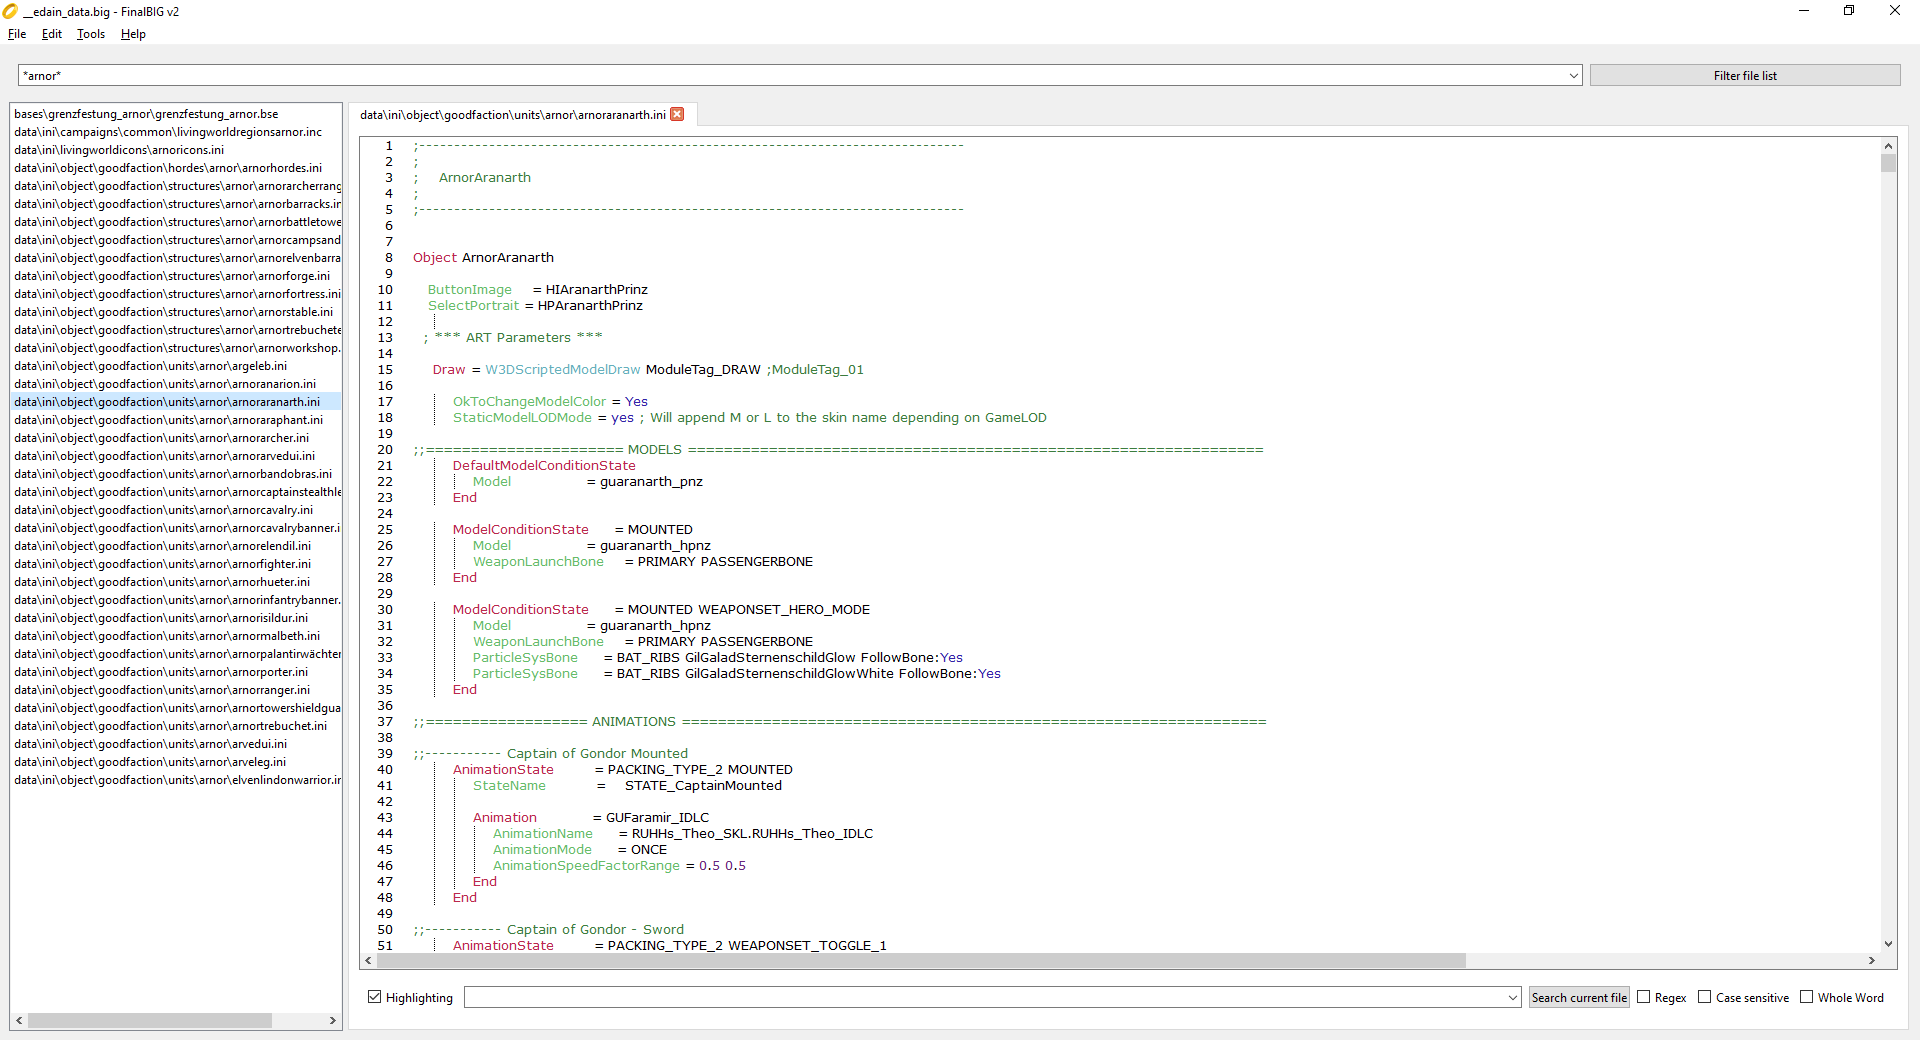 __edain_data.big - FinalBIG v2
File Edit Tools Help
*arnor*
Filter file list
bases\grenzfestung_arnor\grenzfestung_arnor.bse
data\ini\campaigns\common\livingworldregionsarnor.inc
data\ini\livingworldicons\arnoricons.ini
data\ini\object\goodfaction\hordes\arnor\arnorhordes.ini
data\ini\object\goodfaction\structures\arnor\arnorarcherrang
data\ini\object\goodfaction\structures\arnor\arnorbarracks.in
data\ini\object\goodfaction\structures\arnor\arnorbattletowe
data\ini\object\goodfaction\structures\arnor\arnorcampsand
data\ini\object\goodfaction\structures\arnor\arnorelvenbarra
data\ini\object\goodfaction\structures\arnor\arnorforge.ini
data\ini\object\goodfaction\structures\arnor\arnorfortress.ini
data\ini\object\goodfaction\structures\arnor\arnorstable.ini
data\ini\object\goodfaction\structures\arnor\arnortrebuchete
data\ini\object\goodfaction\structures\arnor\arnorworkshop.
data\ini\object\goodfaction\units\arnor\argeleb.ini
data\ini\object\goodfaction\units\arnor\arnoranarion.ini
data\ini\object\goodfaction\units\arnor\arnoraranarth.ini
data\ini\object\goodfaction\units\arnor\arnoraraphant.ini
data\ini\object\goodfaction\units\arnor\arnorarcher.ini
data\ini\object\goodfaction\units\arnor\arnorarvedui.ini
data\ini\object\goodfaction\units\arnor\arnorbandobras.ini
data\ini\object\goodfaction\units\arnor\arnorcaptainstealthle
data\ini\object\goodfaction\units\arnor\arnorcavalry.ini
data\ini\object\goodfaction\units\arnor\arnorcavalrybanner.i
data\ini\object\goodfaction\units\arnor\arnorelendil.ini
data\ini\object\goodfaction\units\arnor\arnorfighter.ini
data\ini\object\goodfaction\units\arnor\arnorhueter.ini
data\ini\object\goodfaction\units\arnor\arnorinfantrybanner.
data\ini\object\goodfaction\units\arnor\arnorisildur.ini
data\ini\object\goodfaction\units\arnor\arnormalbeth.ini
data\ini\object\goodfaction\units\arnor\arnorpalantirwächter
data\ini\object\goodfaction\units\arnor\arnorporter.ini
data\ini\object\goodfaction\units\arnor\arnorranger.ini
data\ini\object\goodfaction\units\arnor\arnortowershieldgua
data\ini\object\goodfaction\units\arnor\arnortrebuchet.ini
data\ini\object\goodfaction\units\arnor\arvedui.ini
data\ini\object\goodfaction\units\arnor\arveleg.ini
data\ini\object\goodfaction\units\arnor\elvenlindonwarrior.in
data\ini\object\goodfaction\units\arnor\arnoraranarth.ini
1 ;------------------------------------------------------------------------------
2 ;
3 ; ArnorAranarth
4 ;
5 ;------------------------------------------------------------------------------
6
7
8 Object ArnorAranarth
9
10 ButtonImage = HIAranarthPrinz
11 SelectPortrait = HPAranarthPrinz
12
13 ; *** ART Parameters ***
14
15 Draw = W3DScriptedModelDraw ModuleTag_DRAW ;ModuleTag_01
16
17 OkToChangeModelColor = Yes
18 StaticModelLODMode = yes ; Will append M or L to the skin name depending on GameLOD
19
20 ;;====================== MODELS ================================================================
21 DefaultModelConditionState
22 Model = guaranarth_pnz
23 End
24
25 ModelConditionState = MOUNTED
26 Model = guaranarth_hpnz
27 WeaponLaunchBone = PRIMARY PASSENGERBONE
28 End
29
30 ModelConditionState = MOUNTED WEAPONSET_HERO_MODE
31 Model = guaranarth_hpnz
32 WeaponLaunchBone = PRIMARY PASSENGERBONE
33 ParticleSysBone = BAT_RIBS GilGaladSternenschildGlow FollowBone:Yes
34 ParticleSysBone = BAT_RIBS GilGaladSternenschildGlowWhite FollowBone:Yes
35 End
36
37 ;;================== ANIMATIONS =================================================================
38
39 ;;----------- Captain of Gondor Mounted
40 AnimationState = PACKING_TYPE_2 MOUNTED
41 StateName = STATE_CaptainMounted
42
43 Animation = GUFaramir_IDLC
44 AnimationName = RUHHs_Theo_SKL.RUHHs_Theo_IDLC
45 AnimationMode = ONCE
46 AnimationSpeedFactorRange = 0.5 0.5
47 End
48 End
49
50 ;;----------- Captain of Gondor - Sword
51 AnimationState = PACKING_TYPE_2 WEAPONSET_TOGGLE_1
Highlighting
Search current file
Regex
Case sensitive
Whole Word